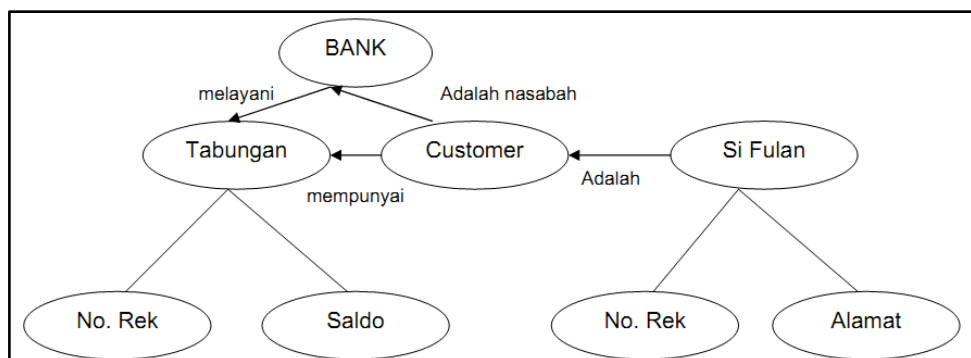 BANK
melayani
Adalah nasabah
Tabungan
Customer
Si Fulan
mempunyai
Adalah
No. Rek
Saldo
No. Rek
Alamat